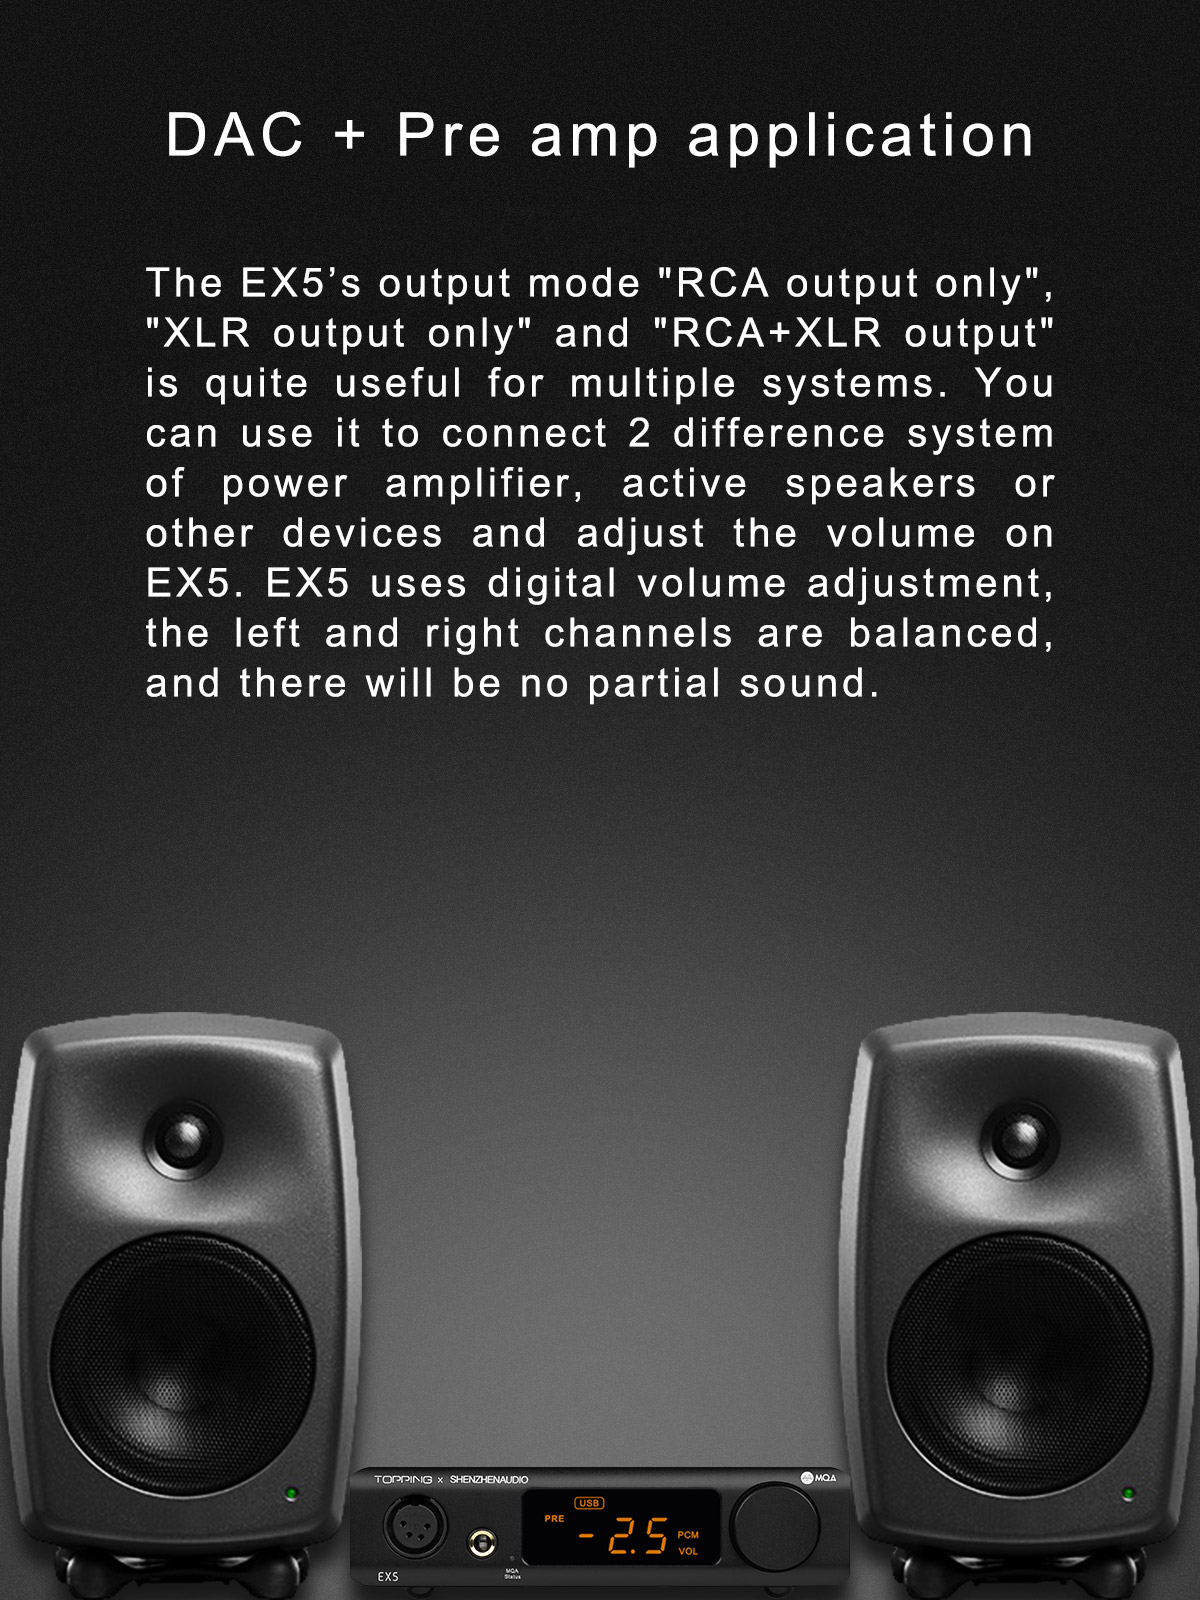 DAC + Pre amp application
The EX5’s output mode "RCA output only",
"XLR output only" and "RCA+XLR output"
is quite useful for multiple systems. You
can use it to connect 2 difference system
of power amplifier, active speakers or
other devices and adjust the volume on
EX5. EX5 uses digital volume adjustment,
the left and right channels are balanced,
and there will be no partial sound.
TOPPING x SHENZHENAUDIO
MQA
USB
PRE
-2.5
PCM
VOL
EX5
MQA
Status